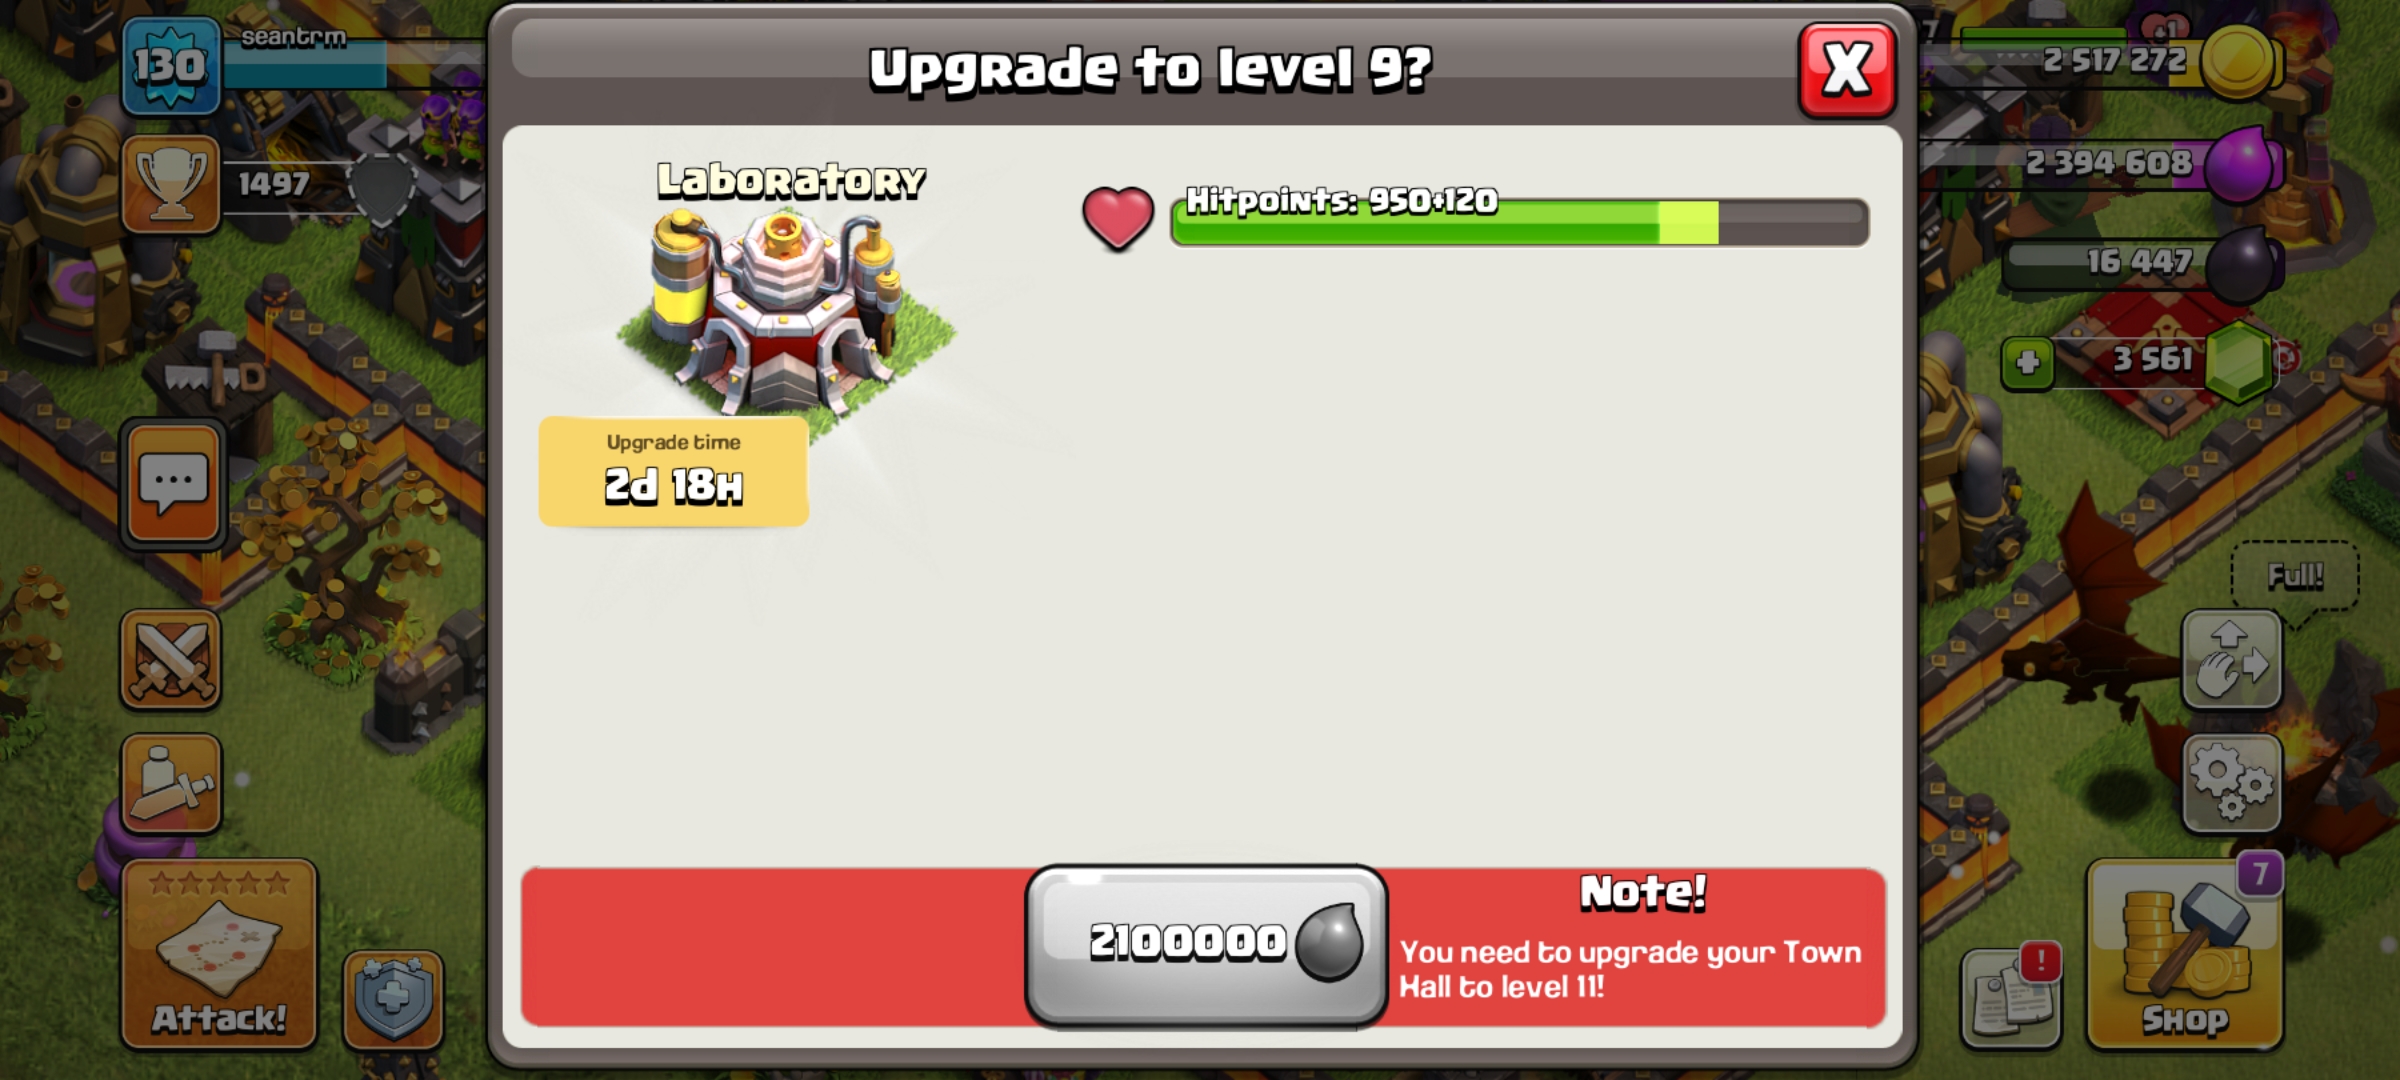 130
seantrm
Upgrade to level 9?
X
2 517 272
1497
Laboratory
Hitpoints: 950+120
2 394 608
16 447
3 561
Upgrade time
2d 18H
Full!
7
Note!
2100000
You need to upgrade your Town
Hall to level 11!
!
Attack!
Shop